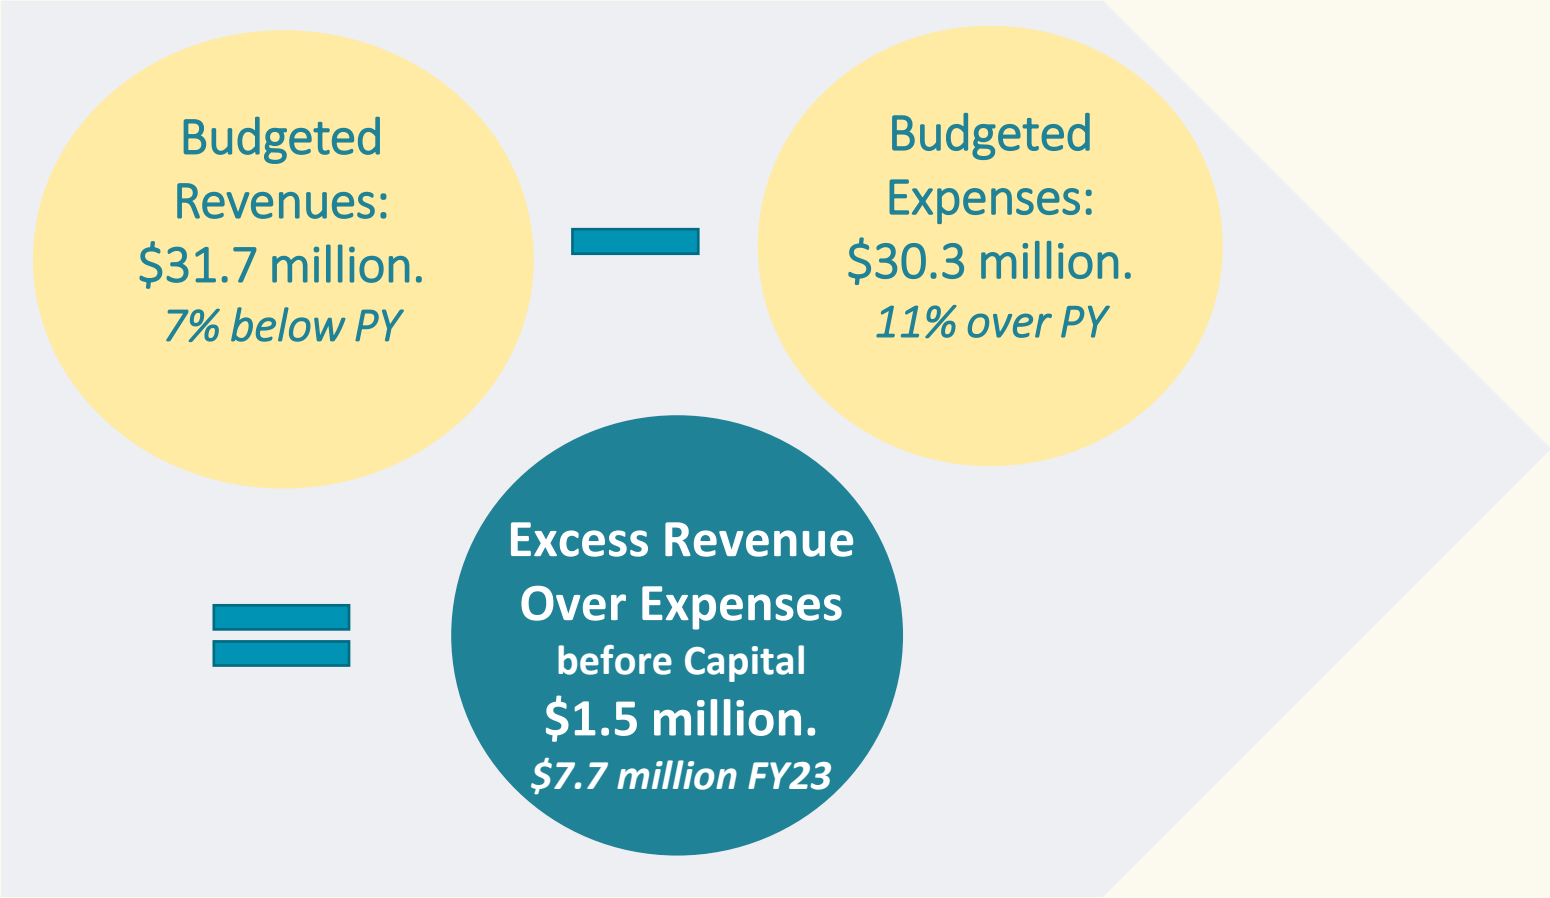 Budgeted
Revenues:
$31.7 million.
7% below PY
Budgeted
Expenses:
$30.3 million.
11% over PY
Excess Revenue
Over Expenses
before Capital
$1.5 million.
$7.7 million FY23